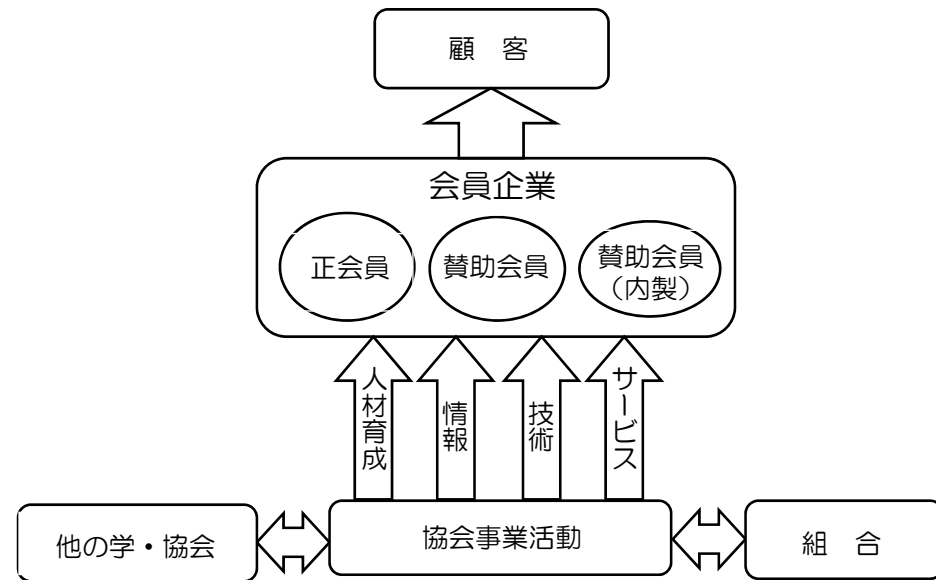 顧　客
会員企業
正会員
賛助会員
賛助会員
（内製）
人材育成
情報
技術
サービス
他の学・協会
協会事業活動
組　合